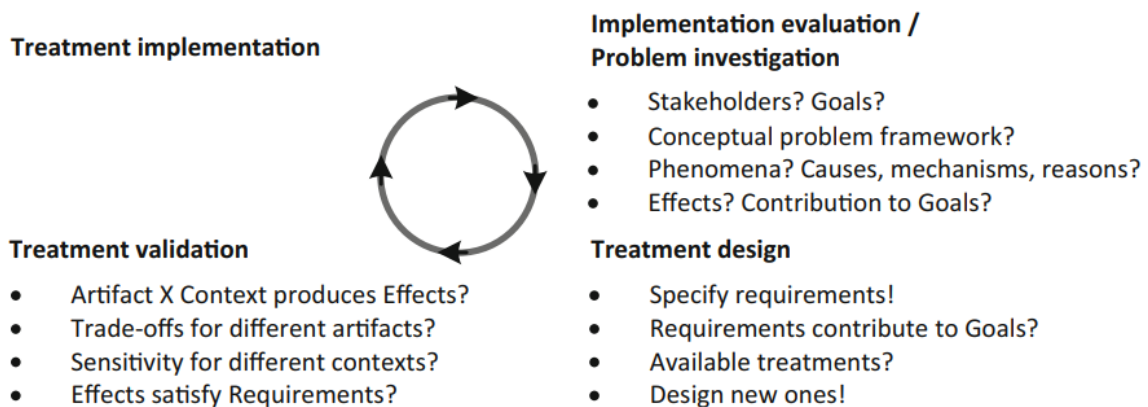 Treatment implementation
Implementation evaluation /
Problem investigation
• Stakeholders? Goals?
• Conceptual problem framework?
• Phenomena? Causes, mechanisms, reasons?
• Effects? Contribution to Goals?
Treatment validation
• Artifact X Context produces Effects?
• Trade-offs for different artifacts?
• Sensitivity for different contexts?
• Effects satisfy Requirements?
Treatment design
• Specify requirements!
• Requirements contribute to Goals?
• Available treatments?
• Design new ones!